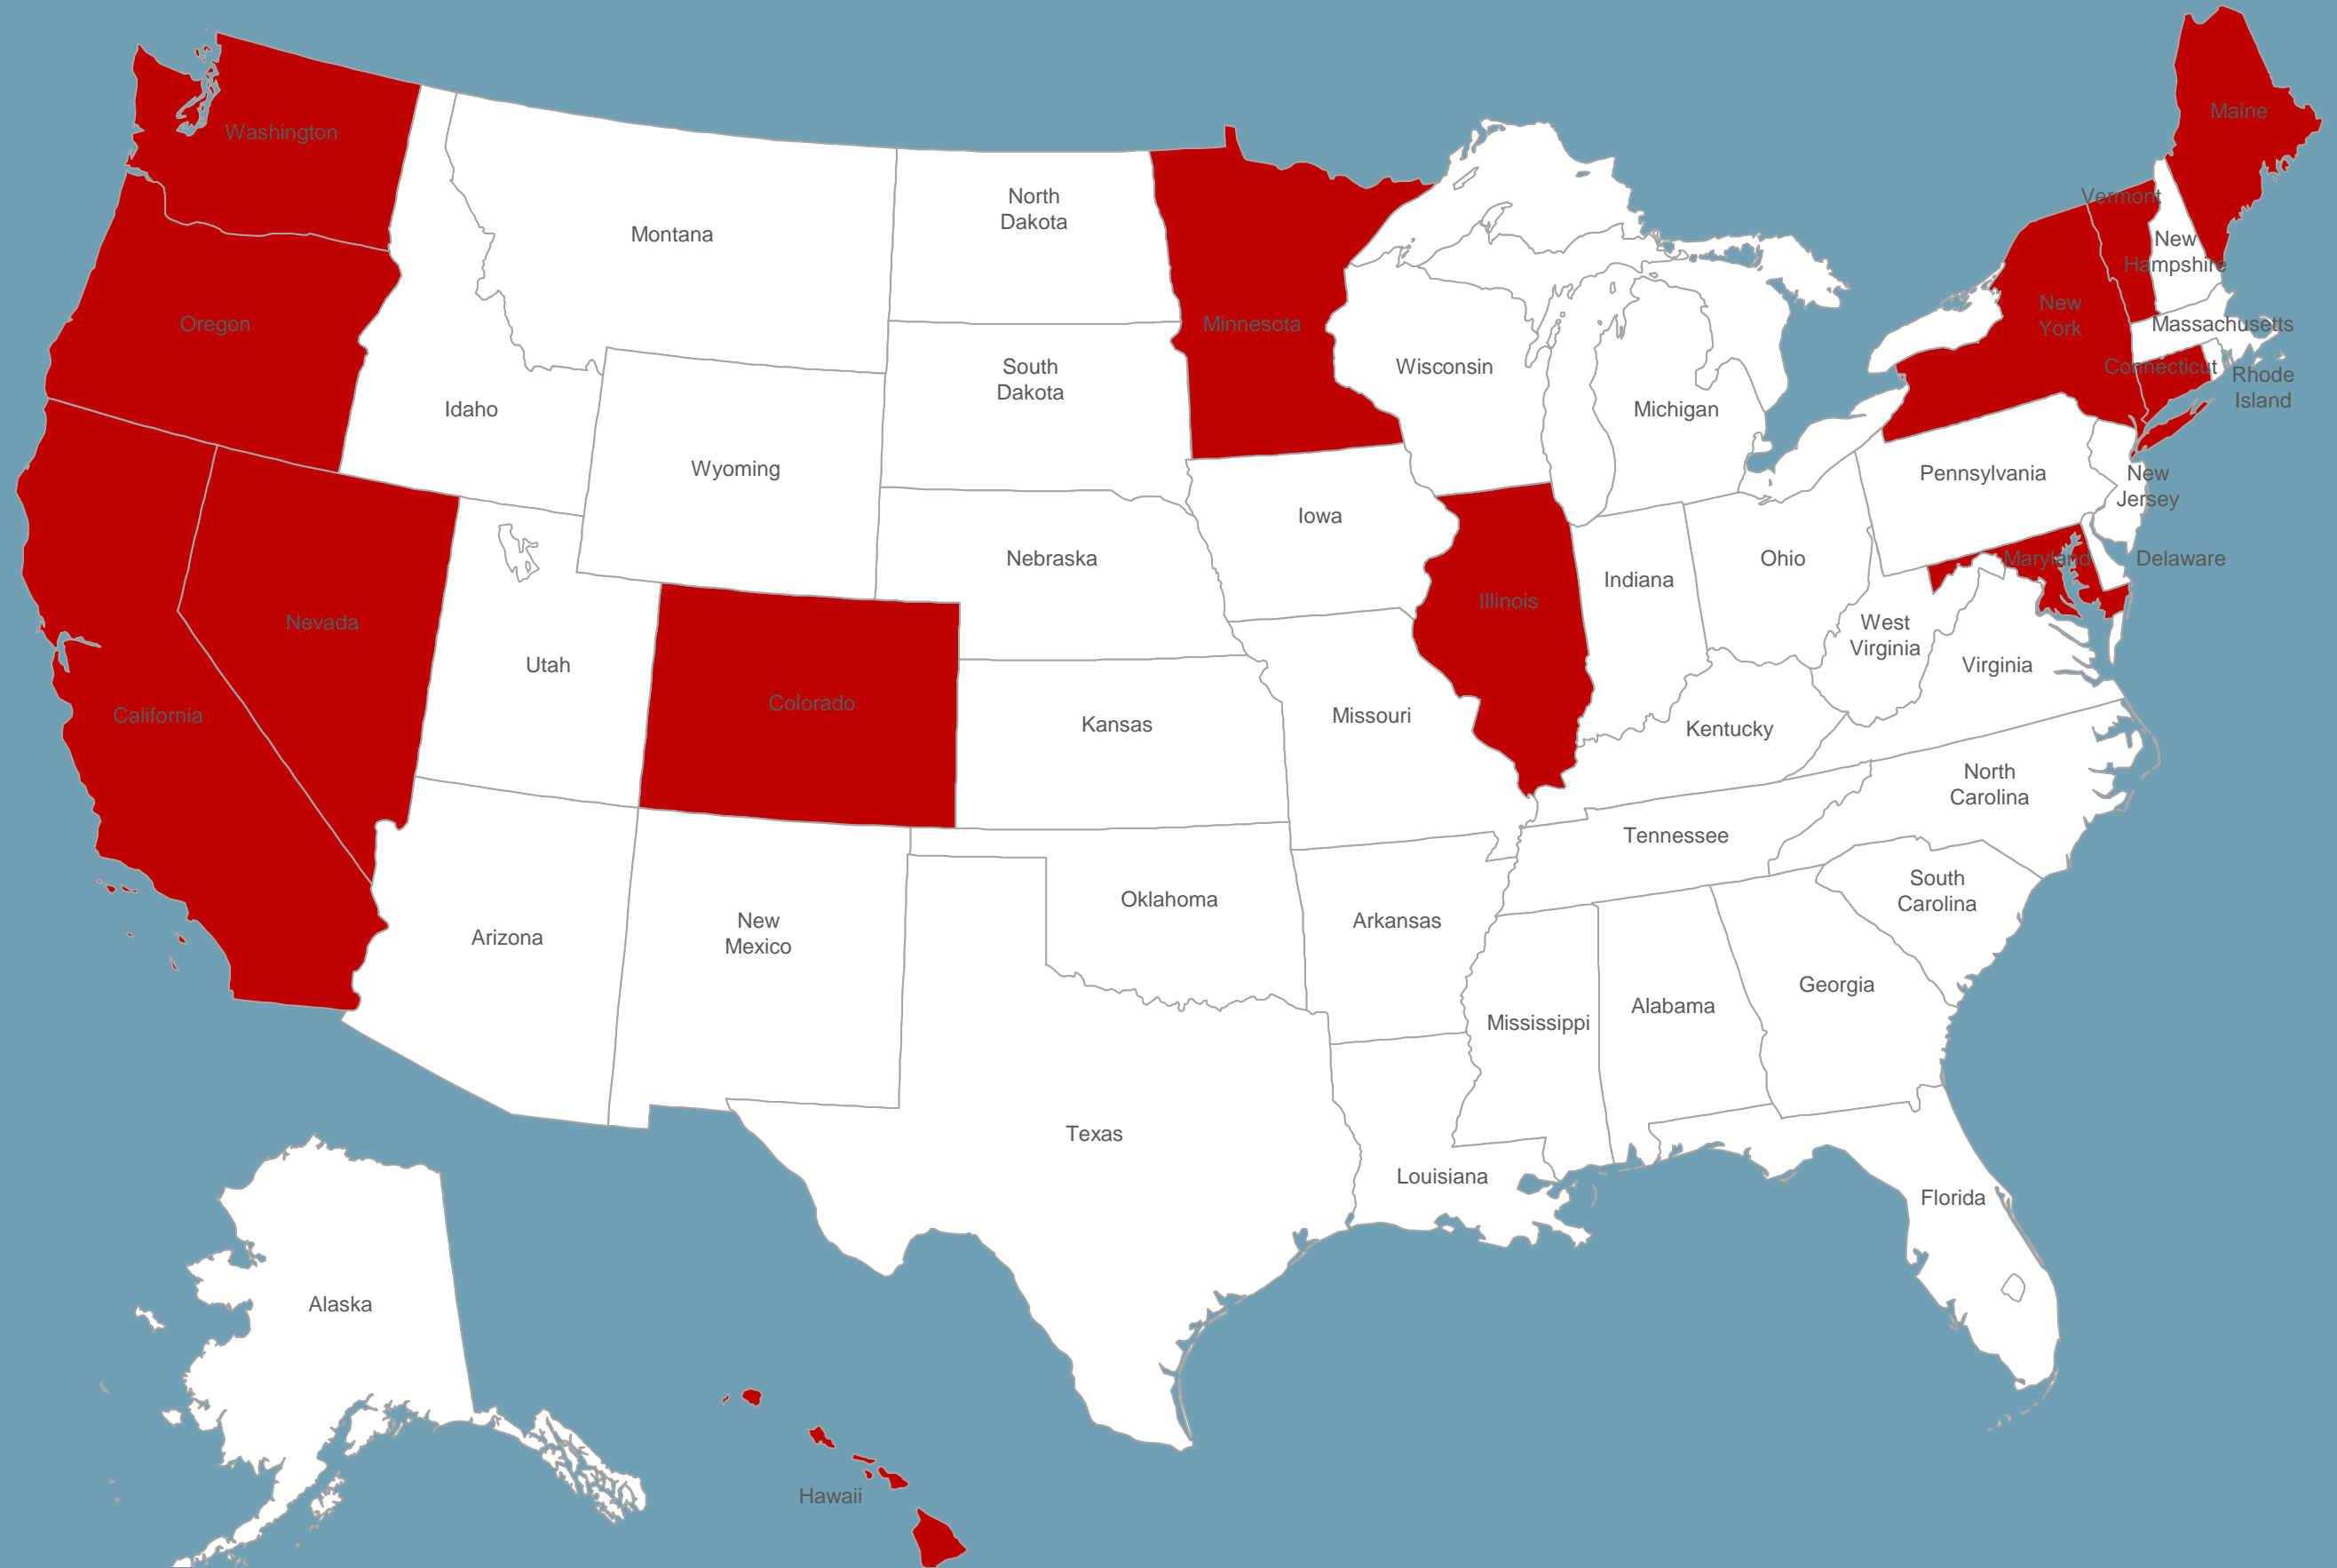 Maine
Washington
Vermont
North
Dakota
Montana
New
Hampshire
New
York
Oregon
Minnesota
Massachusetts
Wisconsin
South
Dakota
Connecticut
Rhode
Island
Idaho
Michigan
Wyoming
Pennsylvania
New
Jersey
Iowa
Nebraska
Ohio
Maryland
Delaware
Indiana
Illinois
Nevada
West
Virginia
Utah
Virginia
Colorado
California
Kansas
Missouri
Kentucky
North
Carolina
Tennessee
Oklahoma
South
Carolina
Arizona
New
Mexico
Arkansas
Georgia
Alabama
Mississippi
Texas
Louisiana
Florida
Alaska
Hawaii